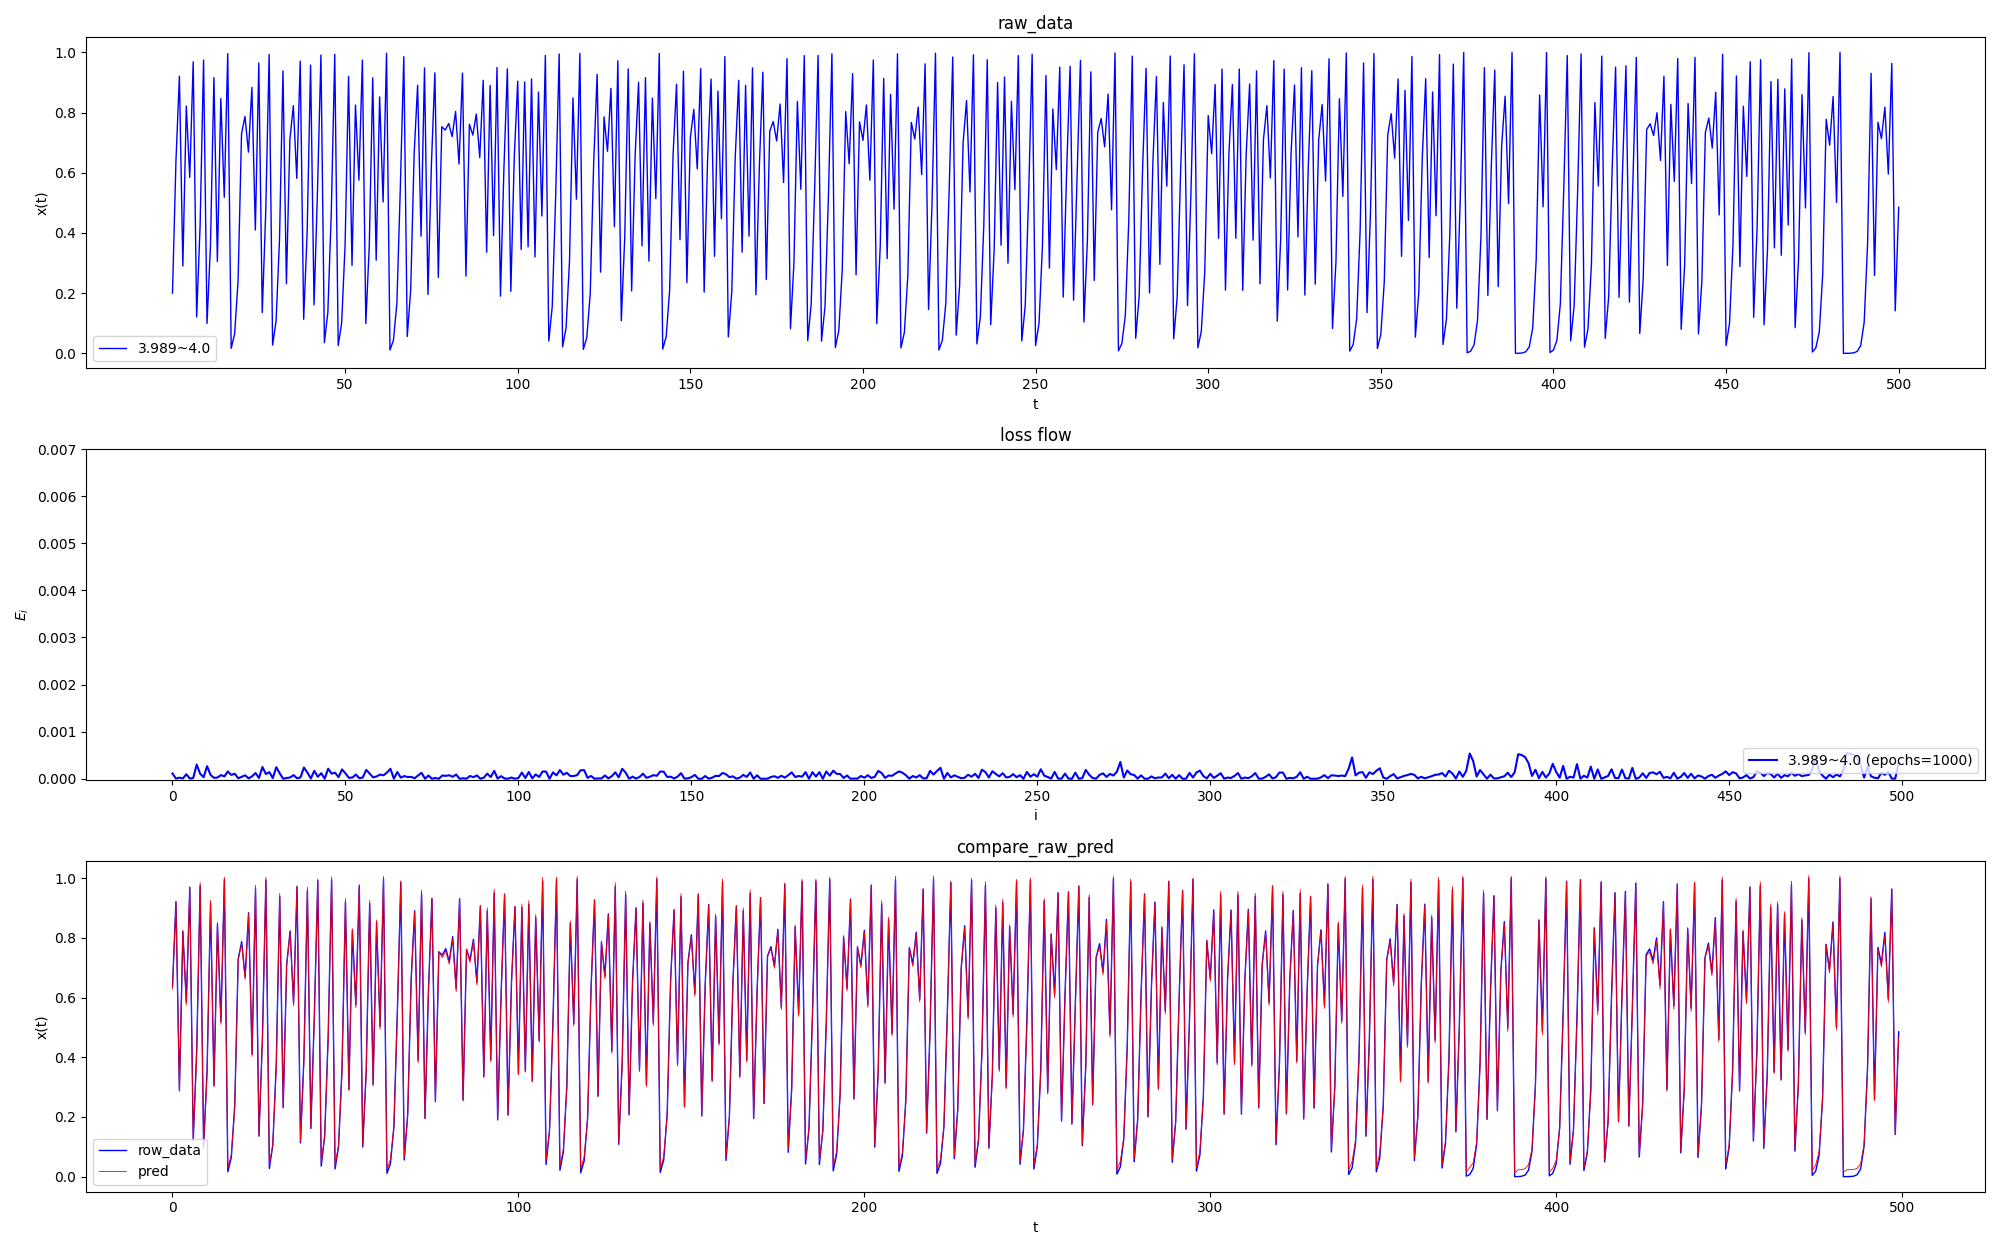 raw_data
1.0
0.8
0.6
0.4
0.2
0.0
x(t)
3.989~4.0
50 100 150 200 250 300 350 400 450 500
t
loss flow
0.007
0.006
0.005
0.004
0.003
0.002
0.001
0.000
E_i
3.989~4.0 (epochs=1000)
0 50 100 150 200 250 300 350 400 450 500
i
compare_raw_pred
1.0
0.8
0.6
0.4
0.2
0.0
x(t)
row_data
pred
0 100 200 300 400 500
t